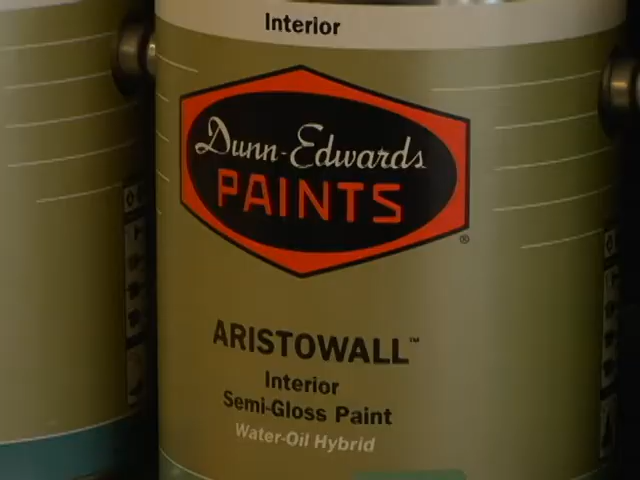 Interior
Dunn-Edwards
PAINTS
®
ARISTOWALL™
Interior
Semi-Gloss Paint
Water-Oil Hybrid